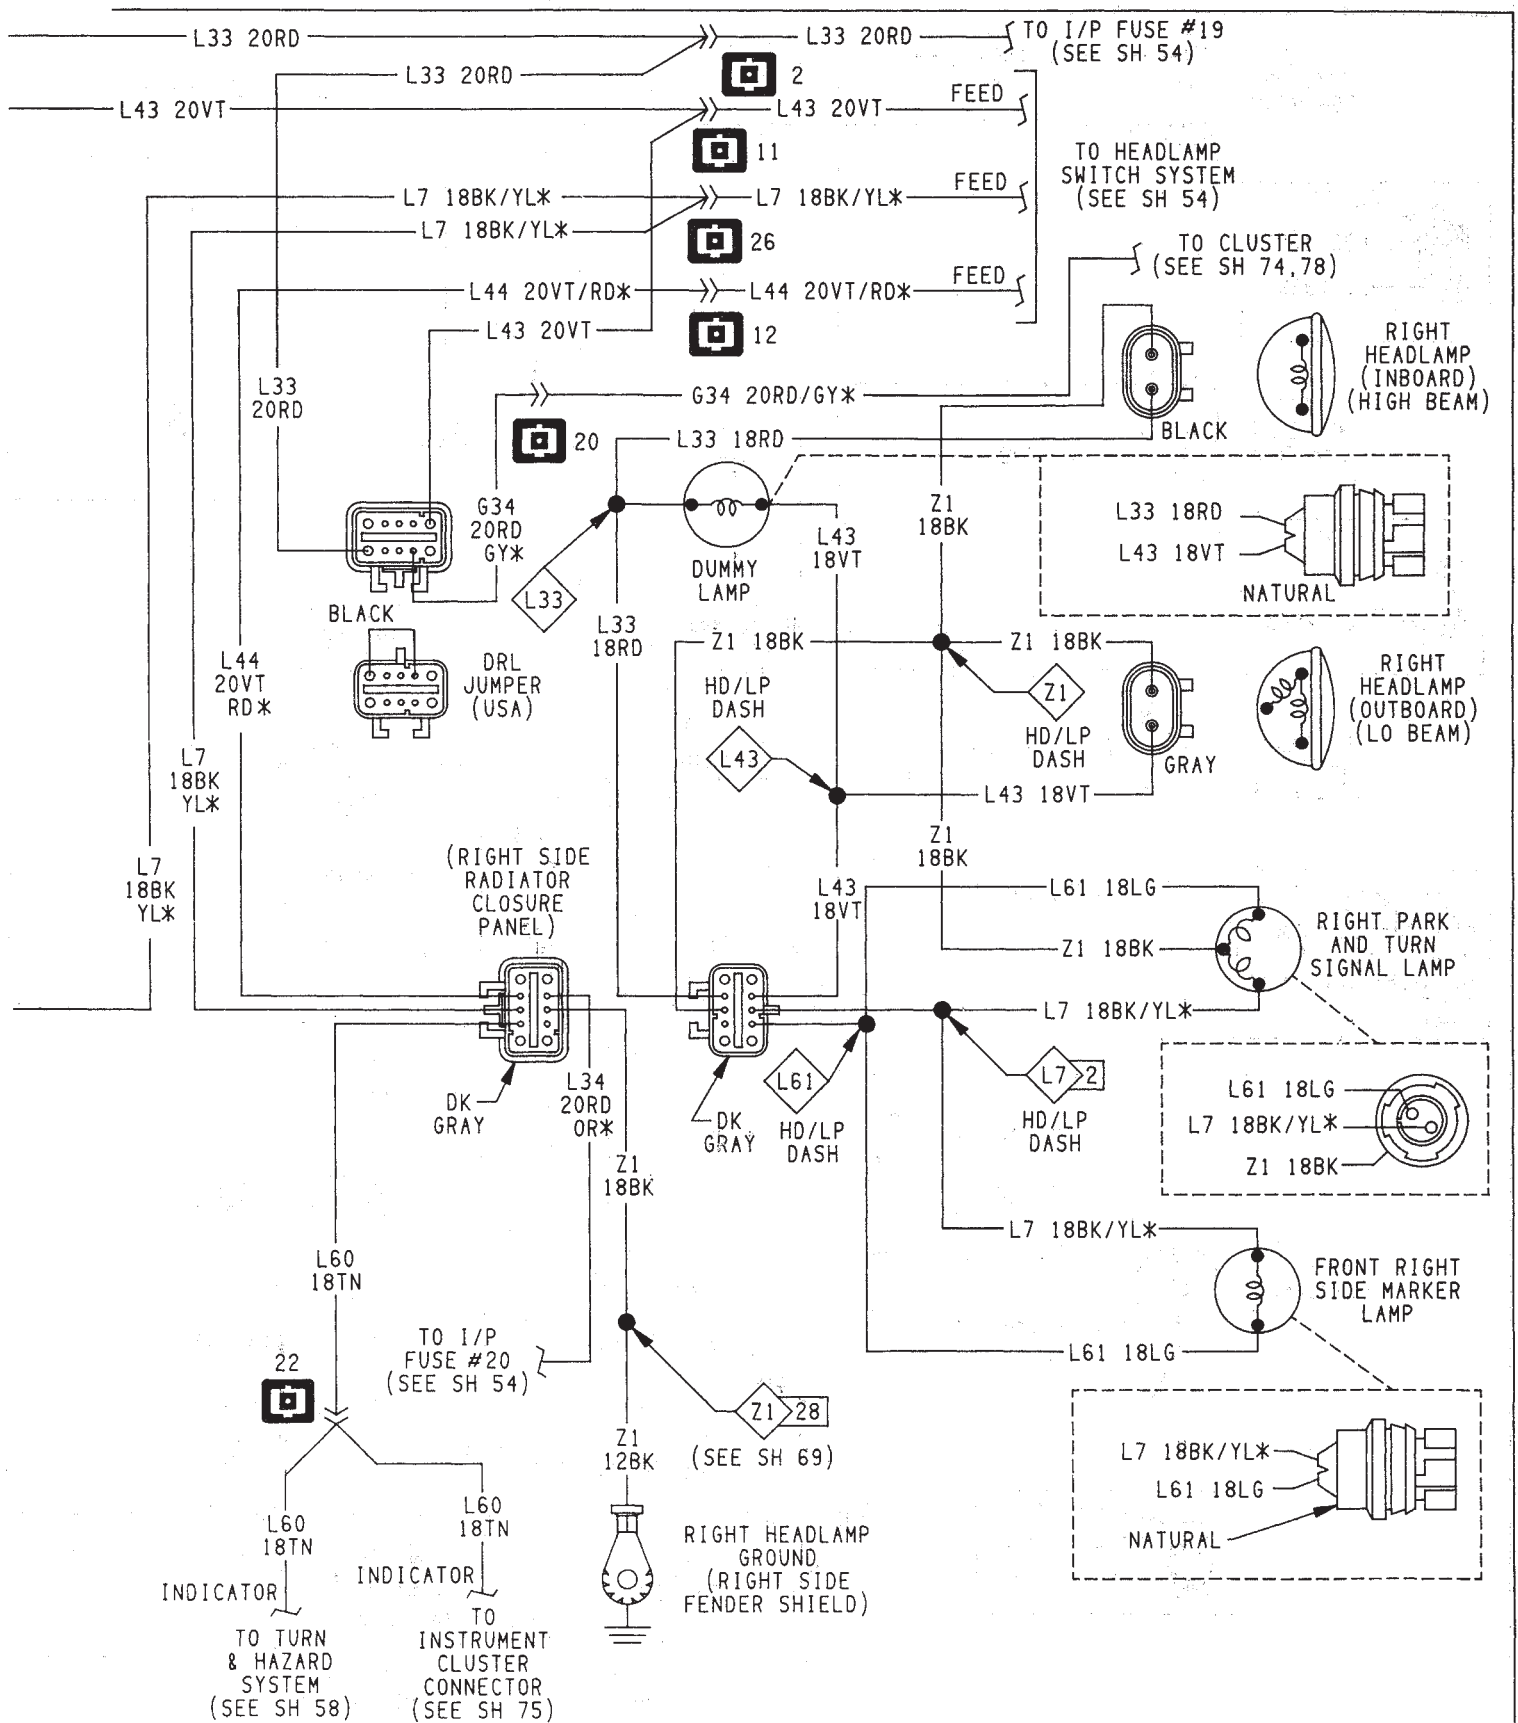 L33 20RD
L33 20RD
TO I/P FUSE #19
(SEE SH 54)
L33 20RD
2
L43 20VT
L43 20VT
FEED
11
TO HEADLAMP
SWITCH SYSTEM
(SEE SH 54)
L7 18BK/YL*
L7 18BK/YL*
FEED
L7 18BK/YL*
26
TO CLUSTER
(SEE SH 74,78)
L44 20VT/RD*
L44 20VT/RD*
FEED
L43 20VT
12
RIGHT
HEADLAMP
(INBOARD)
(HIGH BEAM)
L33
20RD
G34 20RD/GY*
BLACK
20
L33 18RD
G34
20RD
GY*
L33
DUMMY
LAMP
L43
18VT
Z1
18BK
L33 18RD
L43 18VT
NATURAL
BLACK
L33
18RD
Z1 18BK
Z1 18BK
L44
20VT
RD*
DRL
JUMPER
(USA)
HD/LP
DASH
Z1
HD/LP
DASH
RIGHT
HEADLAMP
(OUTBOARD)
(LO BEAM)
L43
GRAY
L7
18BK
YL*
L43 18VT
Z1
18BK
L7
18BK
YL*
(RIGHT SIDE
RADIATOR
CLOSURE
PANEL)
L43
18VT
L61 18LG
Z1 18BK
RIGHT PARK
AND TURN
SIGNAL LAMP
L7 18BK/YL*
DK
GRAY
L34
20RD
OR*
DK
GRAY
L61
HD/LP
DASH
L7
2
HD/LP
DASH
L61 18LG
L7 18BK/YL*
Z1 18BK
Z1
18BK
L7 18BK/YL*
L60
18TN
FRONT RIGHT
SIDE MARKER
LAMP
TO I/P
FUSE #20
(SEE SH 54)
L61 18LG
22
Z1
28
(SEE SH 69)
Z1
12BK
L7 18BK/YL*
L61 18LG
NATURAL
L60
18TN
L60
18TN
RIGHT HEADLAMP
GROUND
(RIGHT SIDE
FENDER SHIELD)
INDICATOR
INDICATOR
TO TURN
& HAZARD
SYSTEM
(SEE SH 58)
TO
INSTRUMENT
CLUSTER
CONNECTOR
(SEE SH 75)